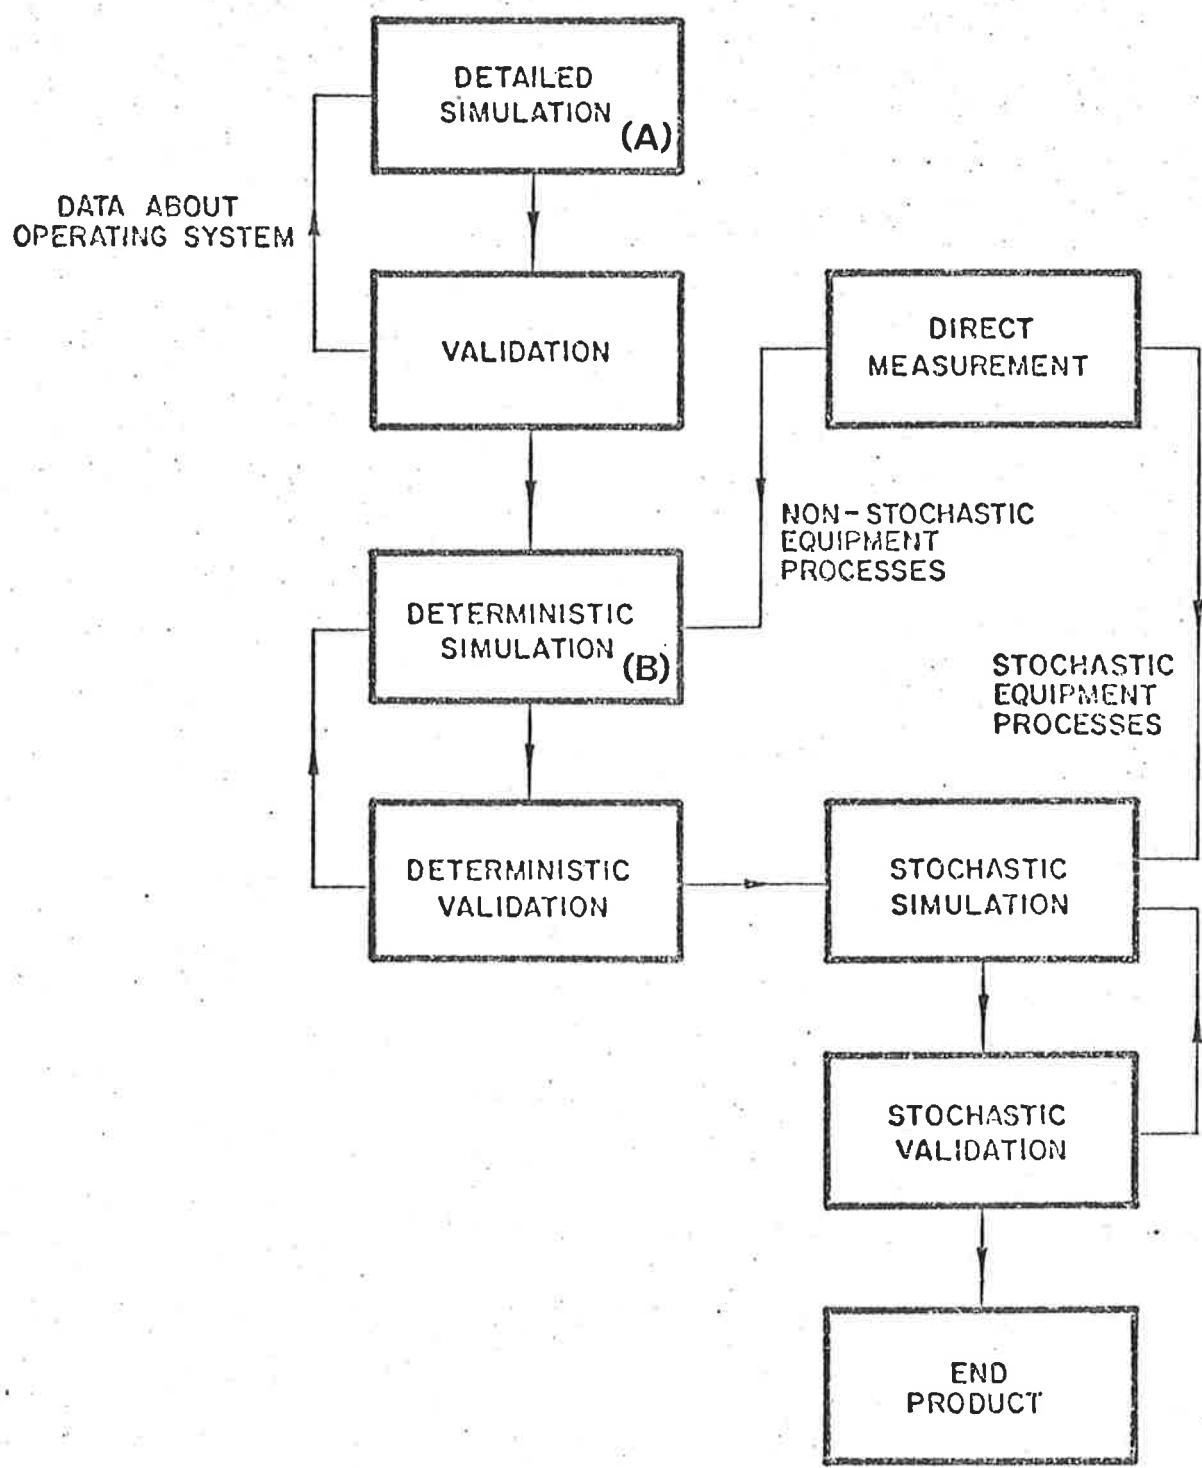 DETAILED
SIMULATION
(A)
DATA ABOUT
OPERATING SYSTEM
VALIDATION
DIRECT
MEASUREMENT
NON-STOCHASTIC
EQUIPMENT
PROCESSES
DETERMINISTIC
SIMULATION
(B)
STOCHASTIC
EQUIPMENT
PROCESSES
DETERMINISTIC
VALIDATION
STOCHASTIC
SIMULATION
STOCHASTIC
VALIDATION
END
PRODUCT